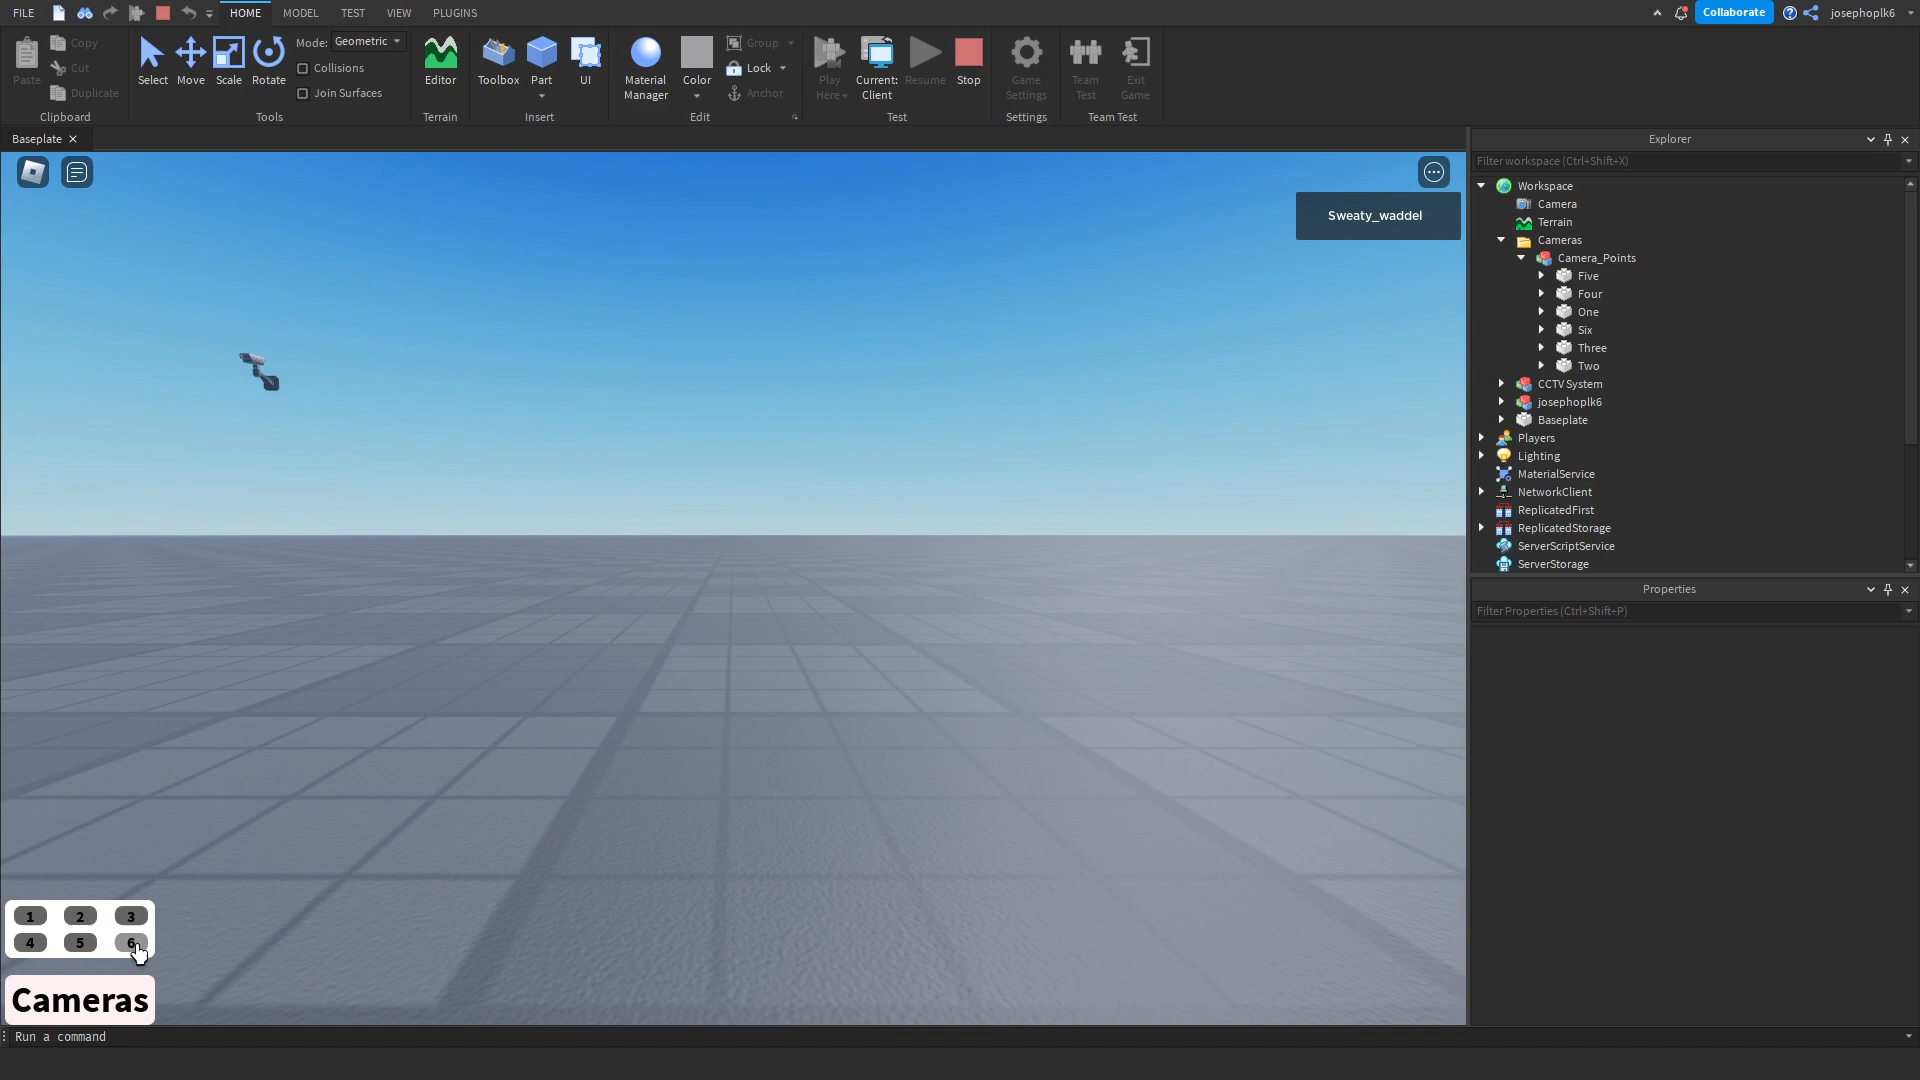 FILE
HOME
MODEL
TEST
VIEW
PLUGINS
Collaborate
josephoplk6
Paste
Copy
Cut
Duplicate
Clipboard
Select
Move
Scale
Rotate
Mode: Geometric
Collisions
Join Surfaces
Tools
Editor
Terrain
Toolbox
Part
UI
Insert
Material
Manager
Color
Group
Lock
Anchor
Edit
Play
Here
Current:
Client
Resume
Stop
Test
Game
Settings
Settings
Team
Test
Exit
Game
Team Test
Baseplate
Sweaty_waddel
1 2 3
4 5 6
Cameras
Run a command
Explorer
Filter workspace (Ctrl+Shift+X)
Workspace
Camera
Terrain
Cameras
Camera_Points
Five
Four
One
Six
Three
Two
CCTV System
josephoplk6
Baseplate
Players
Lighting
MaterialService
NetworkClient
ReplicatedFirst
ReplicatedStorage
ServerScriptService
ServerStorage
Properties
Filter Properties (Ctrl+Shift+P)